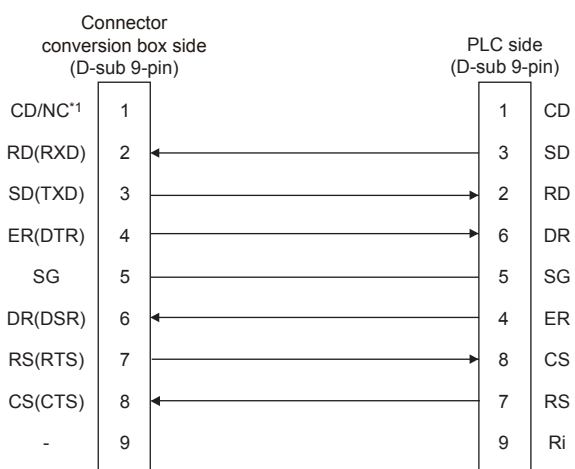 Connector
conversion box side
(D-sub 9-pin)
PLC side
(D-sub 9-pin)
CD/NC*1 1 1 CD
RD(RXD) 2 3 SD
SD(TXD) 3 2 RD
ER(DTR) 4 6 DR
SG 5 5 SG
DR(DSR) 6 4 ER
RS(RTS) 7 8 CS
CS(CTS) 8 7 RS
- 9 9 Ri